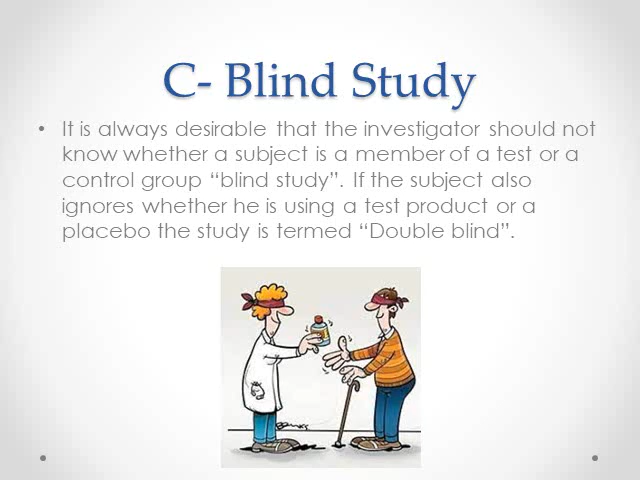 C- Blind Study
• It is always desirable that the investigator should not
know whether a subject is a member of a test or a
control group “blind study”. If the subject also
ignores whether he is using a test product or a
placebo the study is termed “Double blind”.